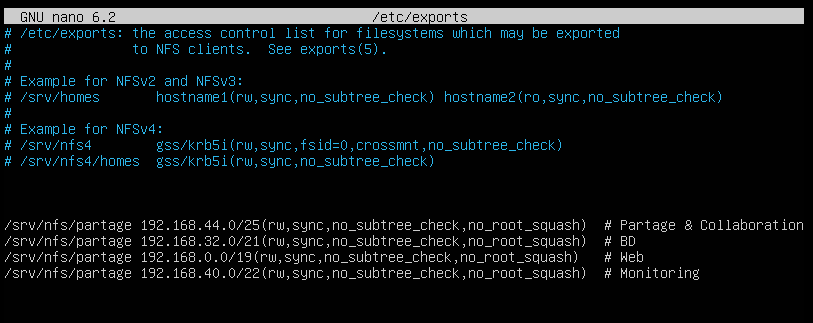 GNU nano 6.2 /etc/exports
# /etc/exports: the access control list for filesystems which may be exported
#               to NFS clients.  See exports(5).
#
# Example for NFSv2 and NFSv3:
# /srv/homes       hostname1(rw,sync,no_subtree_check) hostname2(ro,sync,no_subtree_check)
#
# Example for NFSv4:
# /srv/nfs4        gss/krb5i(rw,sync,fsid=0,crossmnt,no_subtree_check)
# /srv/nfs4/homes  gss/krb5i(rw,sync,no_subtree_check)
/srv/nfs/partage 192.168.44.0/25(rw,sync,no_subtree_check,no_root_squash)  # Partage & Collaboration
/srv/nfs/partage 192.168.32.0/21(rw,sync,no_subtree_check,no_root_squash)  # BD
/srv/nfs/partage 192.168.0.0/19(rw,sync,no_subtree_check,no_root_squash)   # Web
/srv/nfs/partage 192.168.40.0/22(rw,sync,no_subtree_check,no_root_squash)  # Monitoring